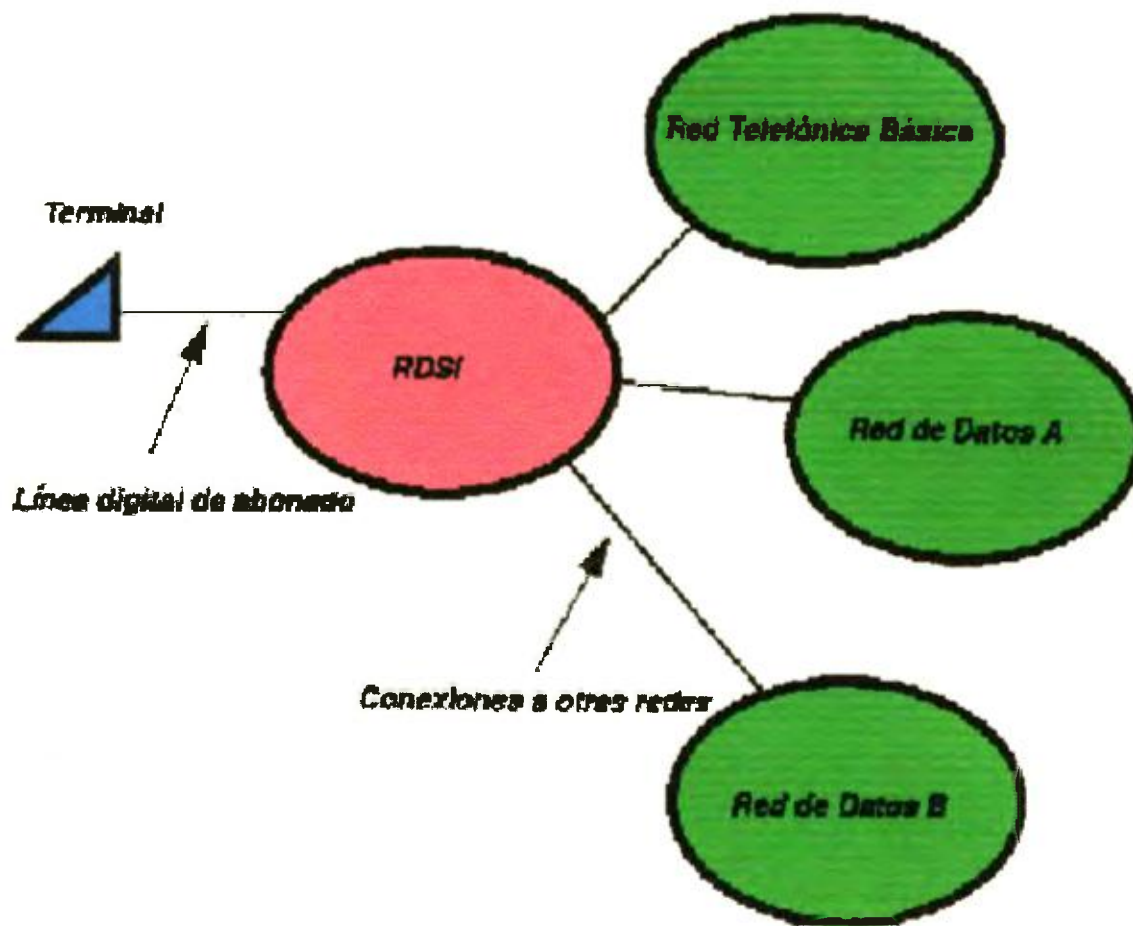 Red Telefónica Básica
Terminal
RDSI
Red de Datos A
Línea digital de abonado
Conexiones a otras redes
Red de Datos B